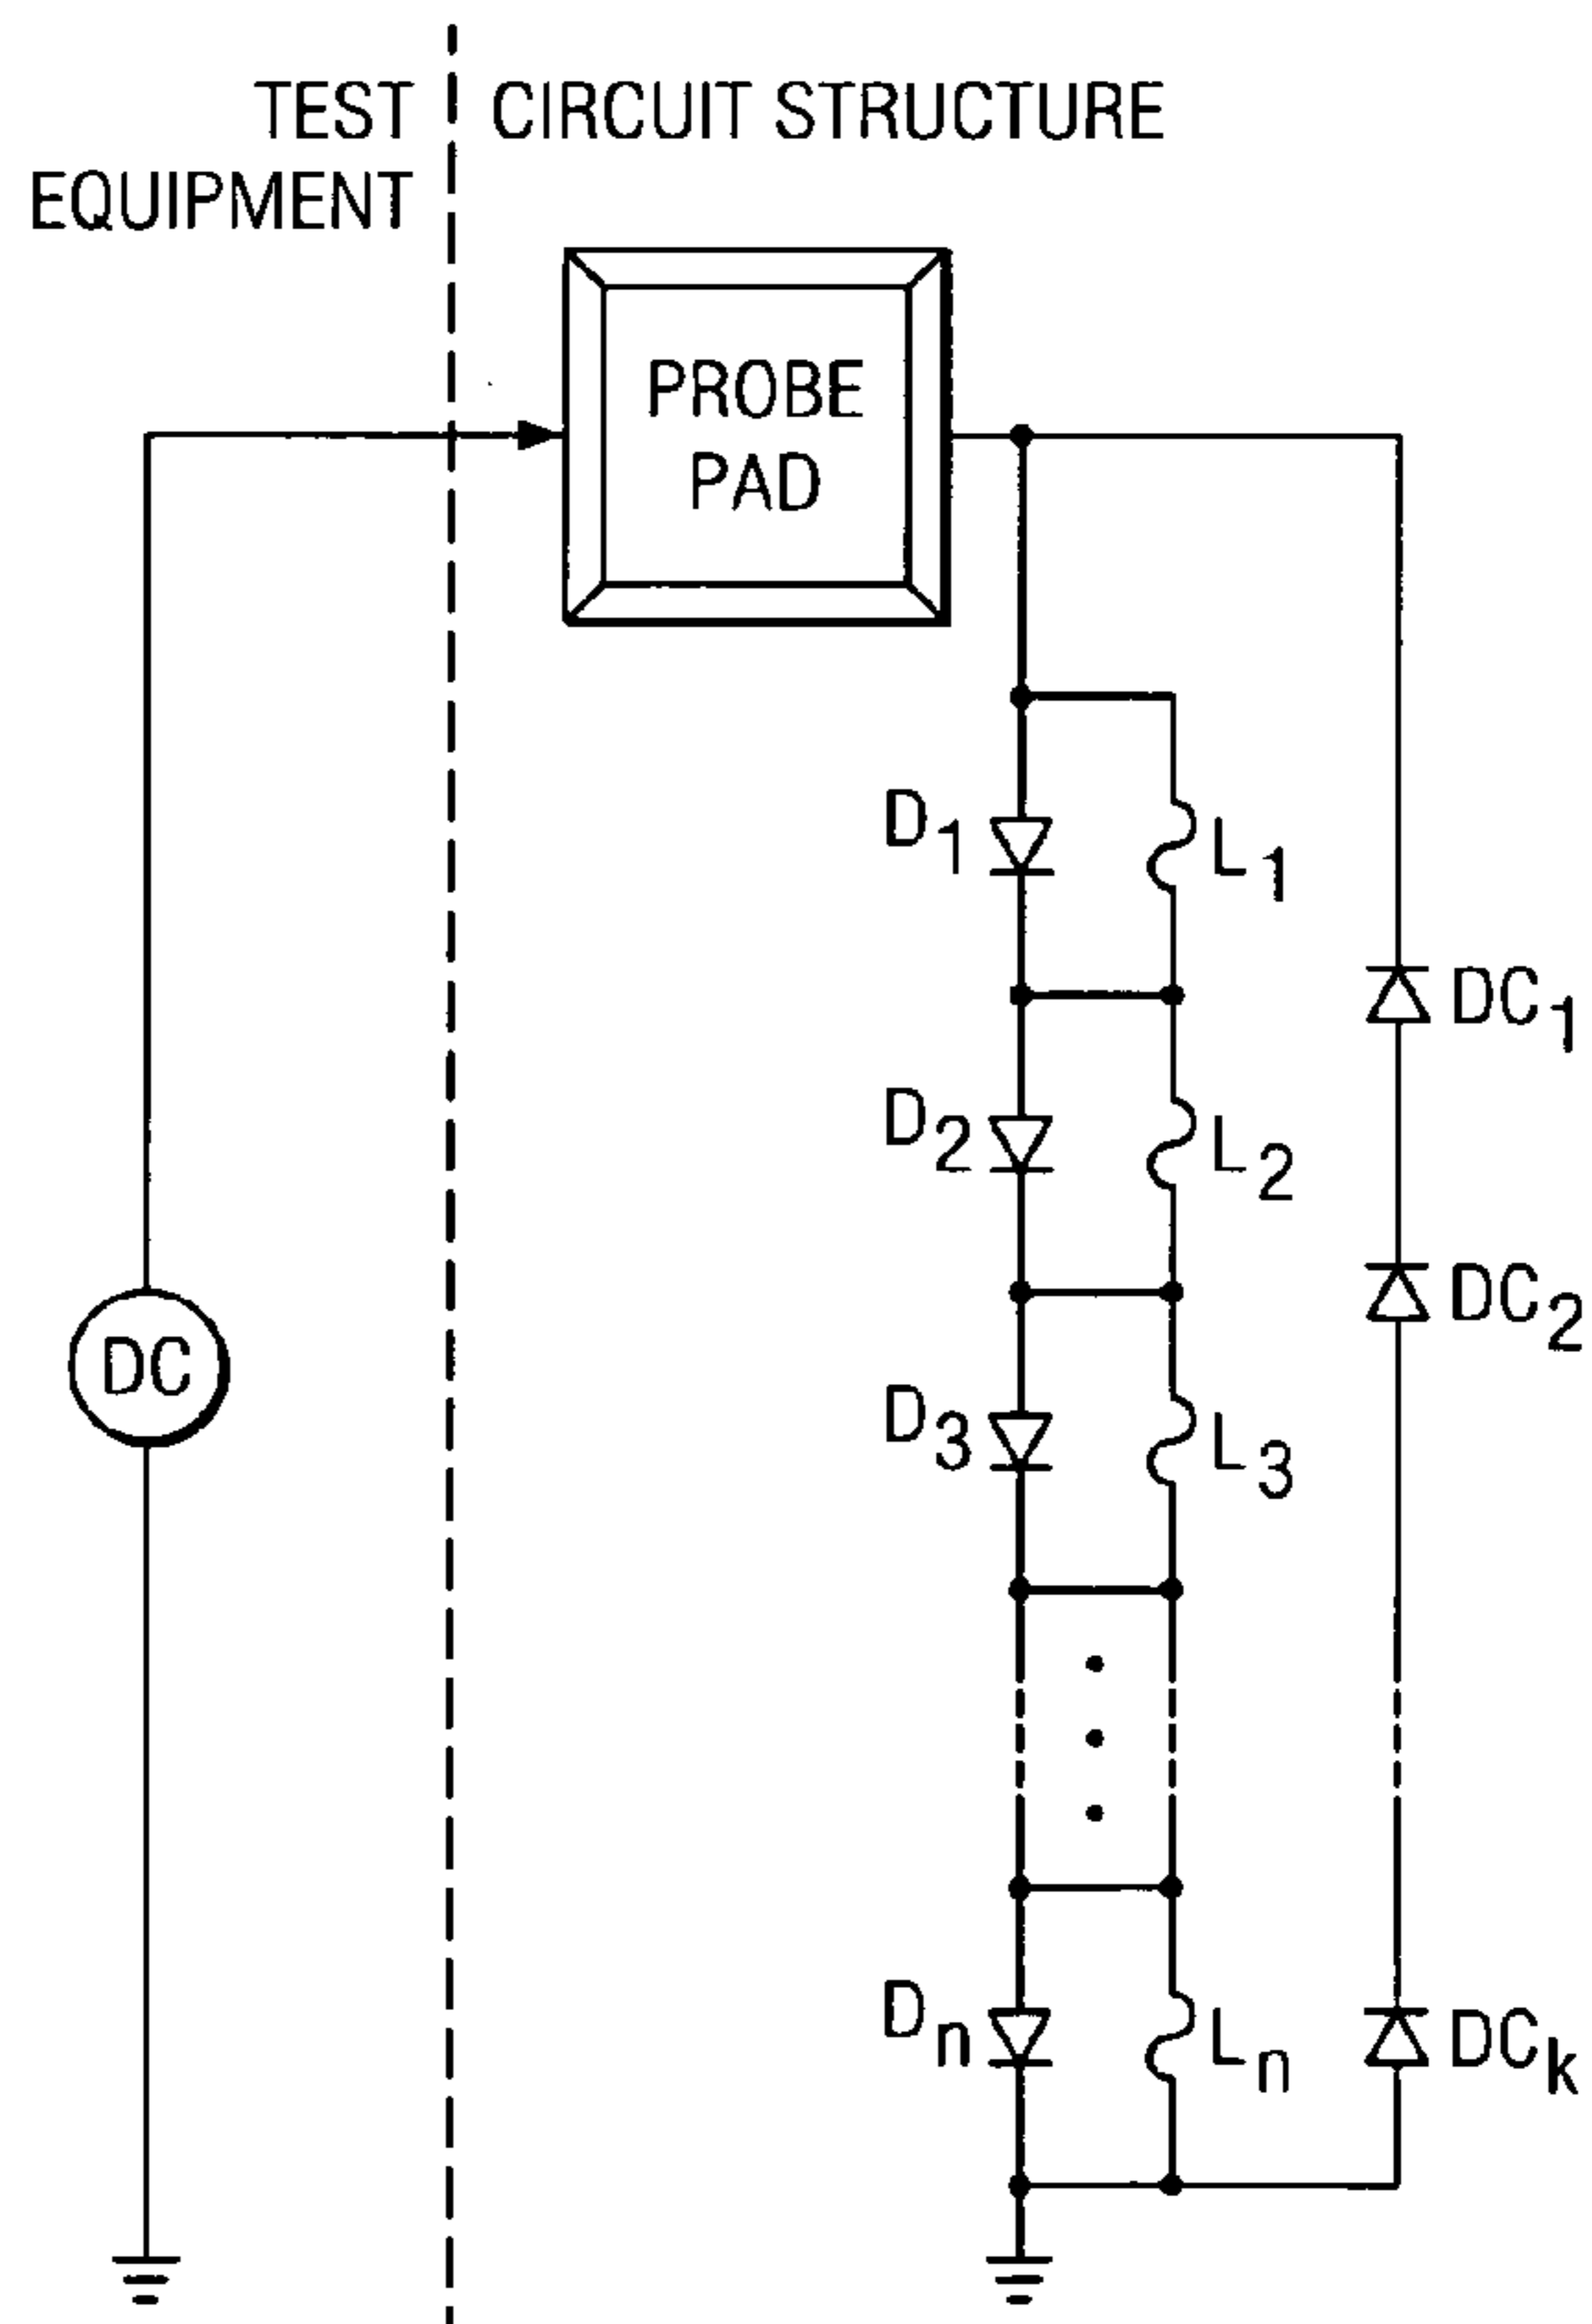 TEST
EQUIPMENT
CIRCUIT STRUCTURE
PROBE
PAD
D1
L1
DC1
D2
L2
DC2
DC
D3
L3
Dn
Ln
DCk